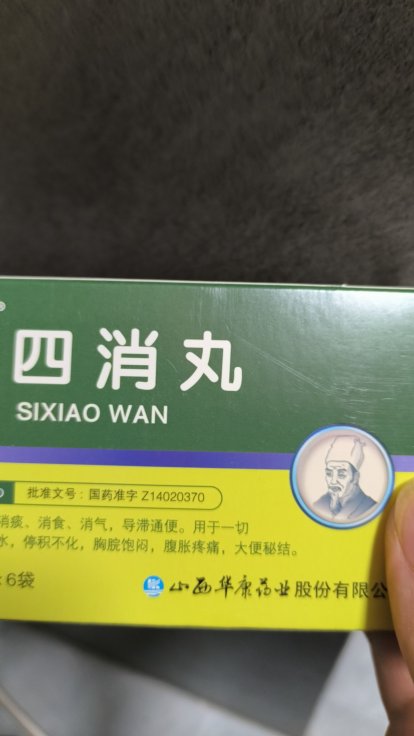 ®
四消丸
SIXIAO WAN
批准文号：国药准字 Z14020370
消痰、消食、消气，导滞通便。用于一切
水，停积不化，胸脘饱闷，腹胀疼痛，大便秘结。
6袋
山西华康药业股份有限公